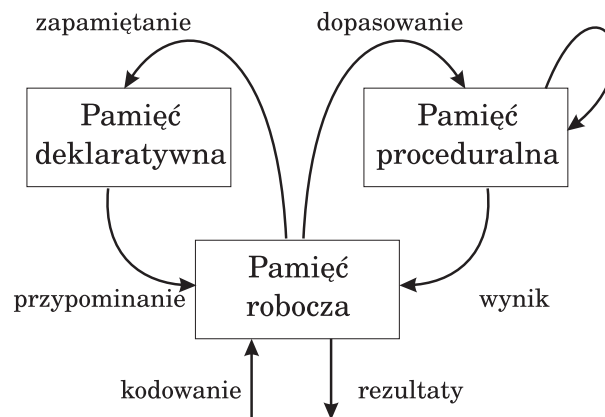 zapamiętanie
dopasowanie
Pamięć
deklaratywna
Pamięć
proceduralna
Pamięć
robocza
przypominanie
wynik
kodowanie
rezultaty